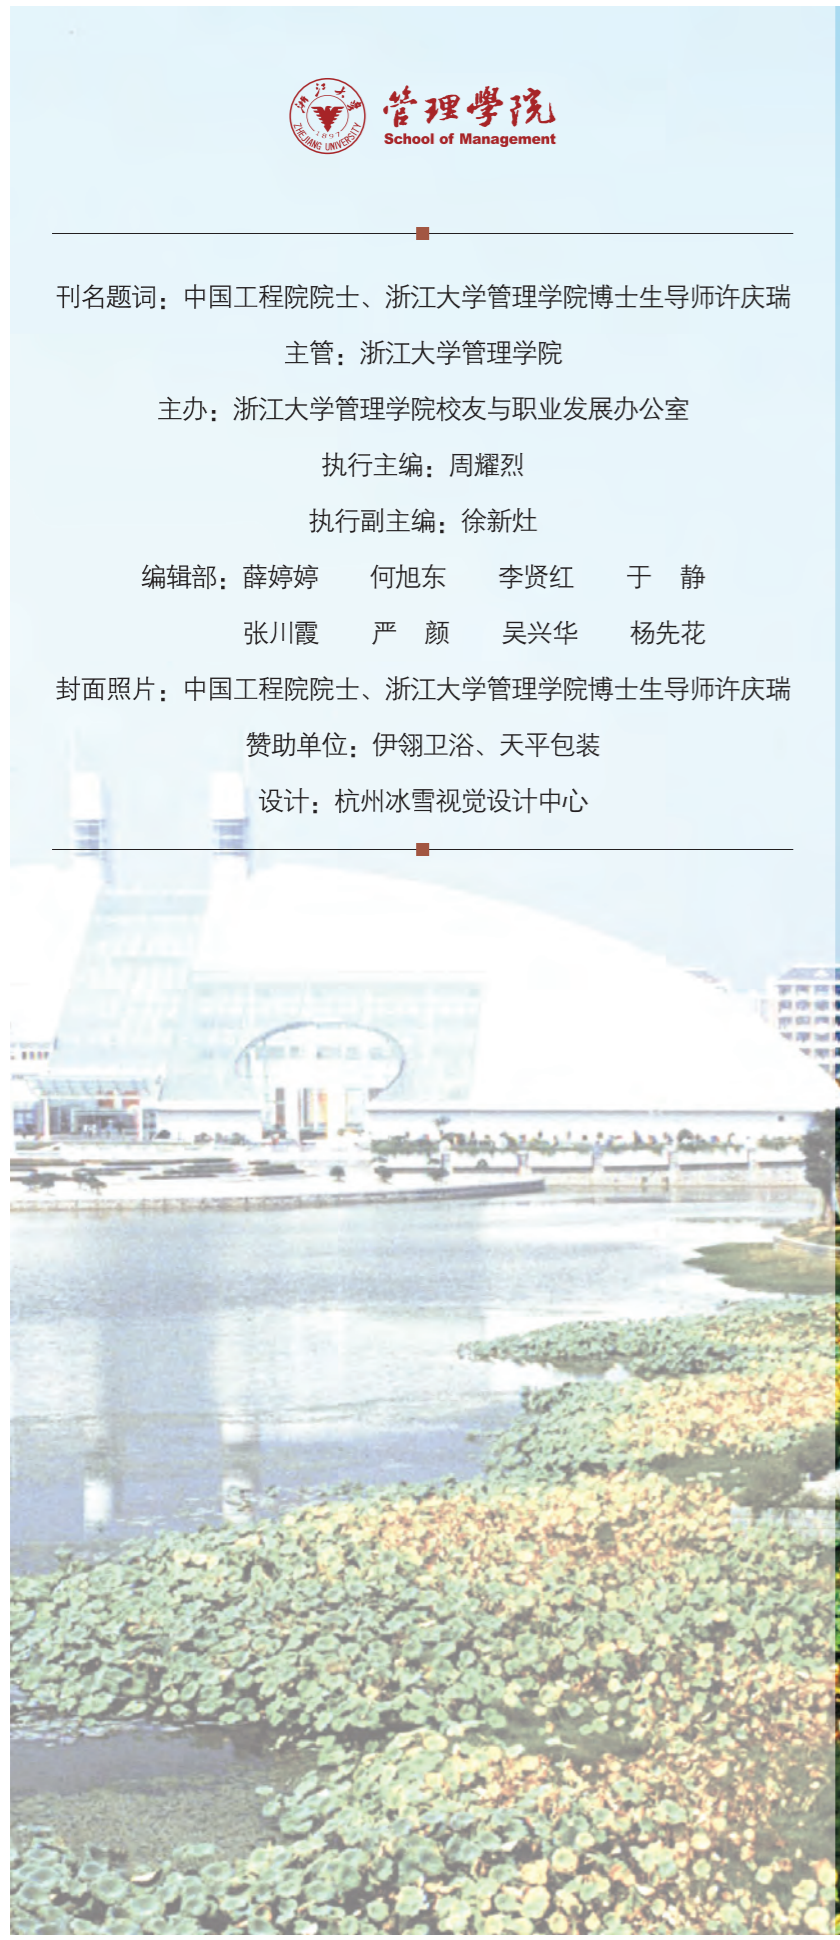 浙江大学
ZHEJIANG UNIVERSITY
1897
管理學院
School of Management
刊名题词：中国工程院院士、浙江大学管理学院博士生导师许庆瑞
主管：浙江大学管理学院
主办：浙江大学管理学院校友与职业发展办公室
执行主编：周耀烈
执行副主编：徐新灶
编辑部：薛婷婷 何旭东 李贤红 于 静
张川霞 严 颜 吴兴华 杨先花
封面照片：中国工程院院士、浙江大学管理学院博士生导师许庆瑞
赞助单位：伊翎卫浴、天平包装
设计：杭州冰雪视觉设计中心